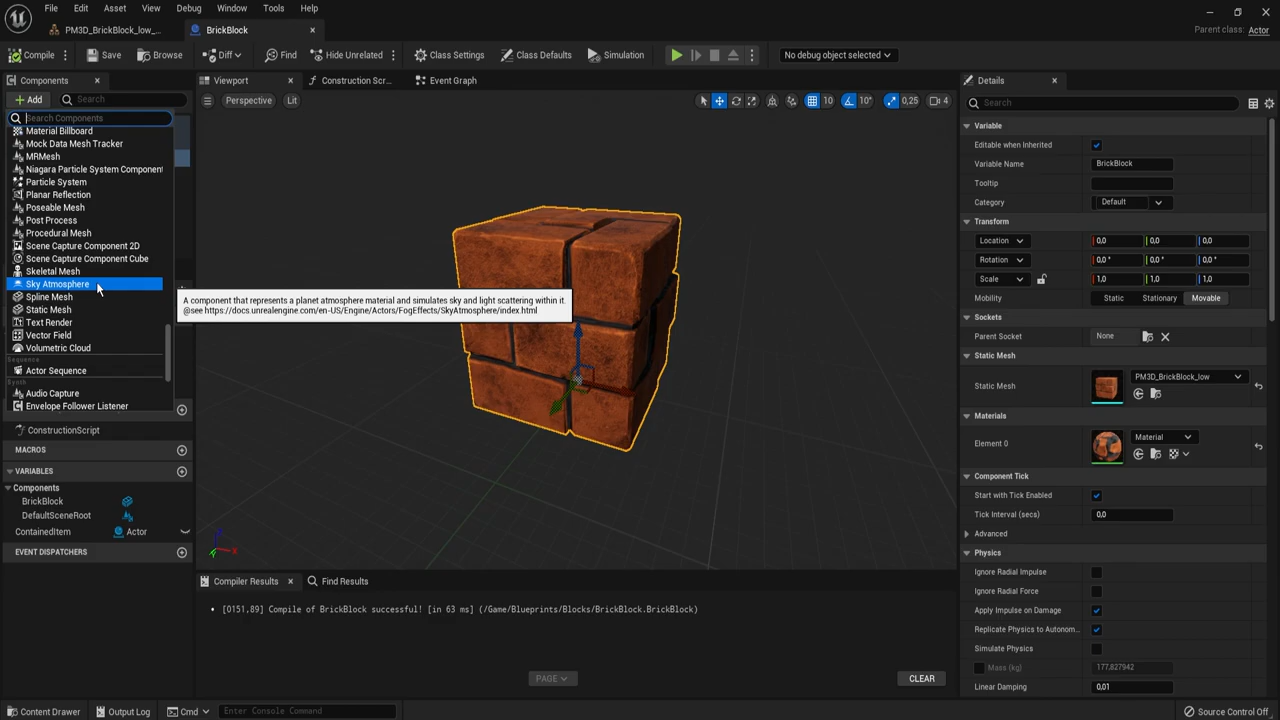 File Edit Asset View Debug Window Tools Help
PM3D_BrickBlock_low_... BrickBlock
Parent class: Actor
Compile Save Browse Diff Find Hide Unrelated Class Settings Class Defaults Simulation No debug object selected
Components
Add Search
Search Components
Material Billboard
Mock Data Mesh Tracker
MRMesh
Niagara Particle System Component
Particle System
Planar Reflection
Poseable Mesh
Post Process
Procedural Mesh
Scene Capture Component 2D
Scene Capture Component Cube
Skeletal Mesh
Sky Atmosphere
Spline Mesh
Static Mesh
Text Render
Vector Field
Volumetric Cloud
Sequence
Actor Sequence
Synth
Audio Capture
Envelope Follower Listener
ConstructionScript
MACROS
VARIABLES
Components
BrickBlock
DefaultSceneRoot
ContainedItem Actor
EVENT DISPATCHERS
Viewport Construction Scr... Event Graph
Perspective Lit 10 10° 0,25 4
A component that represents a planet atmosphere material and simulates sky and light scattering within it.
@see https://docs.unrealengine.com/en-US/Engine/Actors/FogEffects/SkyAtmosphere/index.html
X
Compiler Results Find Results
[0151,89] Compile of BrickBlock successful! [in 63 ms] (/Game/Blueprints/Blocks/BrickBlock.BrickBlock)
PAGE CLEAR
Details
Search
Variable
Editable when Inherited
Variable Name BrickBlock
Tooltip
Category Default
Transform
Location 0,0 0,0 0,0
Rotation 0,0 ° 0,0 ° 0,0 °
Scale 1,0 1,0 1,0
Mobility Static Stationary Movable
Sockets
Parent Socket None
Static Mesh
Static Mesh PM3D_BrickBlock_low
Materials
Element 0 Material
Component Tick
Start with Tick Enabled
Tick Interval (secs) 0,0
Advanced
Physics
Ignore Radial Impulse
Ignore Radial Force
Apply Impulse on Damage
Replicate Physics to Autonom...
Simulate Physics
Mass (kg) 177,827942
Linear Damping 0,01
Content Drawer Output Log Cmd Enter Console Command Source Control Off